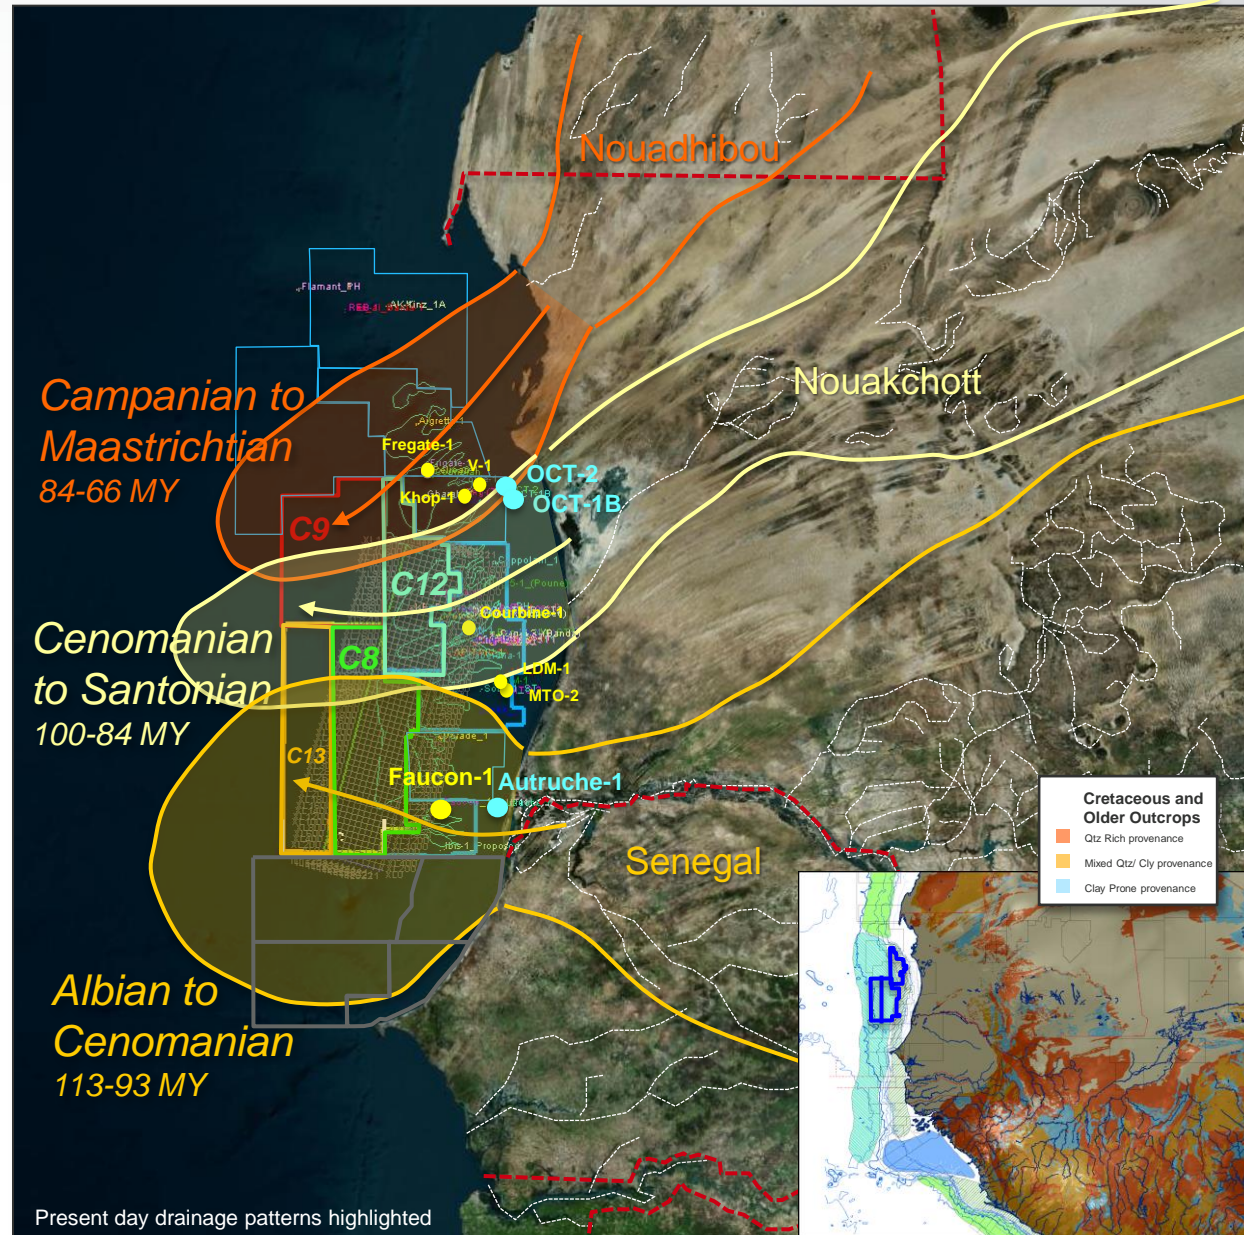 Nouadhibou
Flamant_PH
Campanian to
Maastrichtian
84-66 MY
Nouakchott
Fregate-1
V-1
OCT-2
Khop-1
OCT-1B
C9
C12
Courbine-1
Cenomanian
to Santonian
100-84 MY
C8
LDM-1
MTO-2
C13
Faucon-1
Autruche-1
Ibis-1_Proposed
Senegal
Cretaceous and
Older Outcrops
Qtz Rich provenance
Mixed Qtz/ Cly provenance
Clay Prone provenance
Albian to
Cenomanian
113-93 MY
Present day drainage patterns highlighted